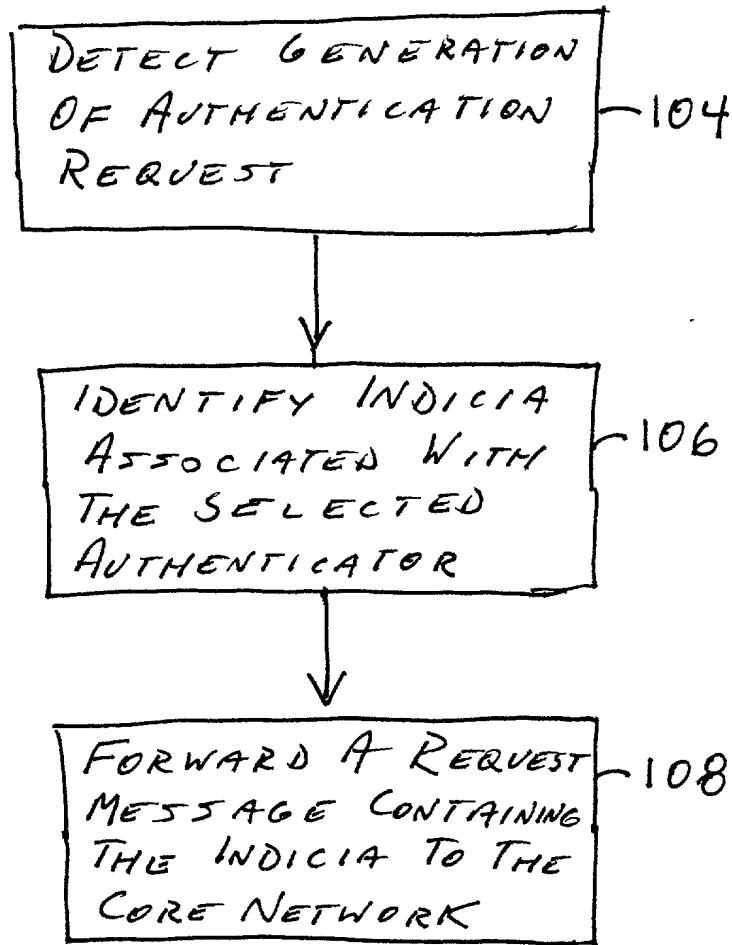 DETECT GENERATION
OF AUTHENTICATION
REQUEST
104
IDENTIFY INDICIA
ASSOCIATED WITH
THE SELECTED
AUTHENTICATOR
106
FORWARD A REQUEST
MESSAGE CONTAINING
THE INDICIA TO THE
CORE NETWORK
108